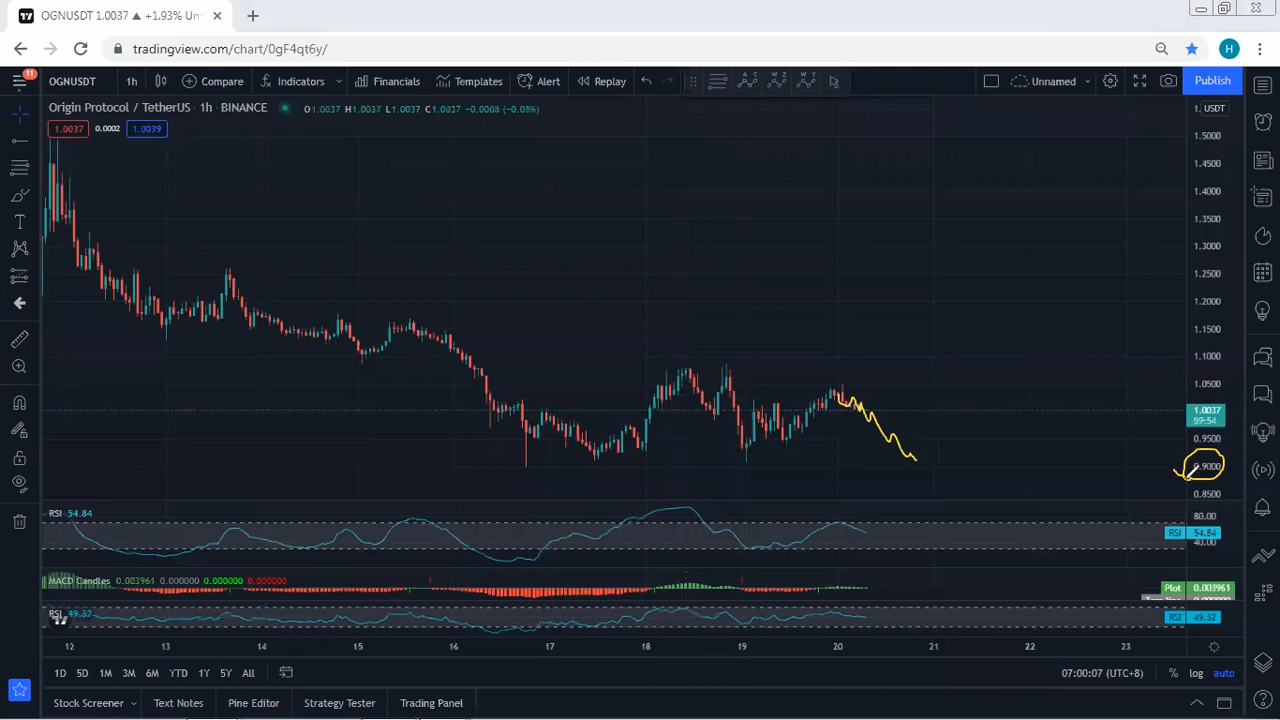 OGNUSDT 1.0037 ▲ +1.93% Un
tradingview.com/chart/0gF4qt6y/
H
11
OGNUSDT 1h Compare Indicators Financials Templates Alert Replay Unnamed Publish
Origin Protocol / TetherUS · 1h · BINANCE O1.0037 H1.0037 L1.0037 C1.0037 -0.0008 (-0.08%)
1.0037 0.0002 1.0039
USDT
1.5000
1.4500
1.4000
1.3500
1.3000
1.2500
1.2000
1.1500
1.1000
1.0500
1.0037
99:54
0.9500
0.9000
0.8500
RSI 54.84
80.00
RSI 54.84
40.00
MACD Candles 0.003961 0.000000 0.000000 0.000000
Plot 0.003961
RSI 49.32
RSI 49.32
12 13 14 15 16 17 18 19 20 21 22 23
1D 5D 1M 3M 6M YTD 1Y 5Y All 07:00:07 (UTC+8) % log auto
Stock Screener Text Notes Pine Editor Strategy Tester Trading Panel